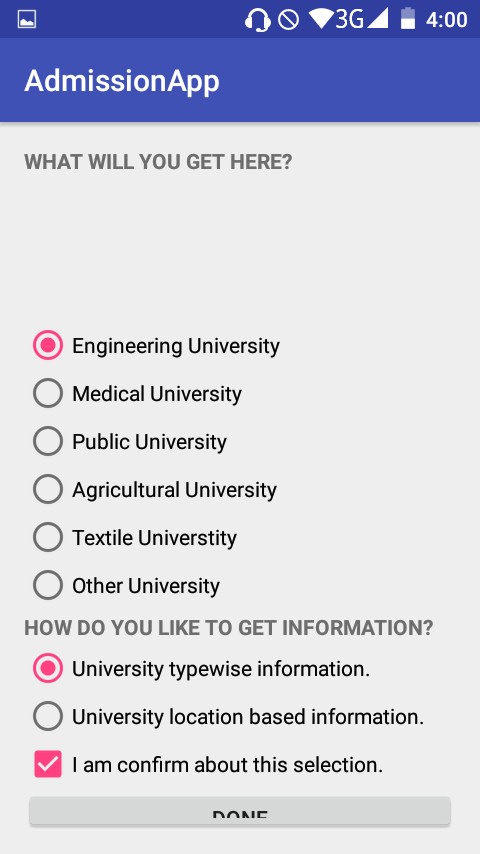 3G 4:00
AdmissionApp
WHAT WILL YOU GET HERE?
Engineering University
Medical University
Public University
Agricultural University
Textile Universtity
Other University
HOW DO YOU LIKE TO GET INFORMATION?
University typewise information.
University location based information.
I am confirm about this selection.
DONE